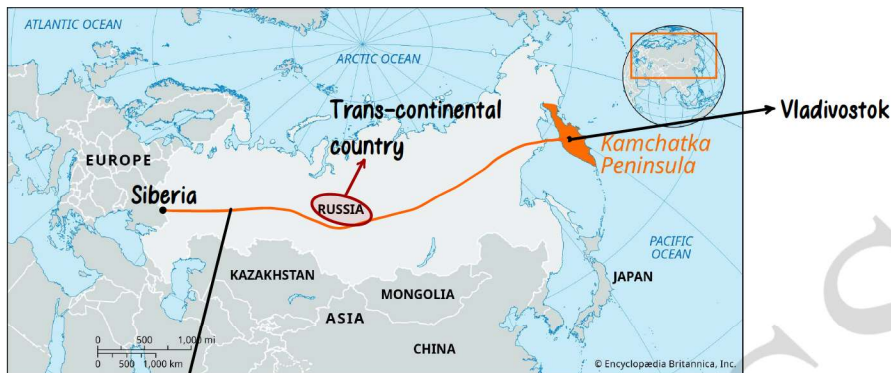 ATLANTIC OCEAN
ARCTIC OCEAN
Trans-continental
country
Vladivostok
Kamchatka
Peninsula
EUROPE
Siberia
RUSSIA
PACIFIC
OCEAN
KAZAKHSTAN
JAPAN
MONGOLIA
ASIA
CHINA
0 500 1,000 mi
0 500 1,000 km
© Encyclopædia Britannica, Inc.